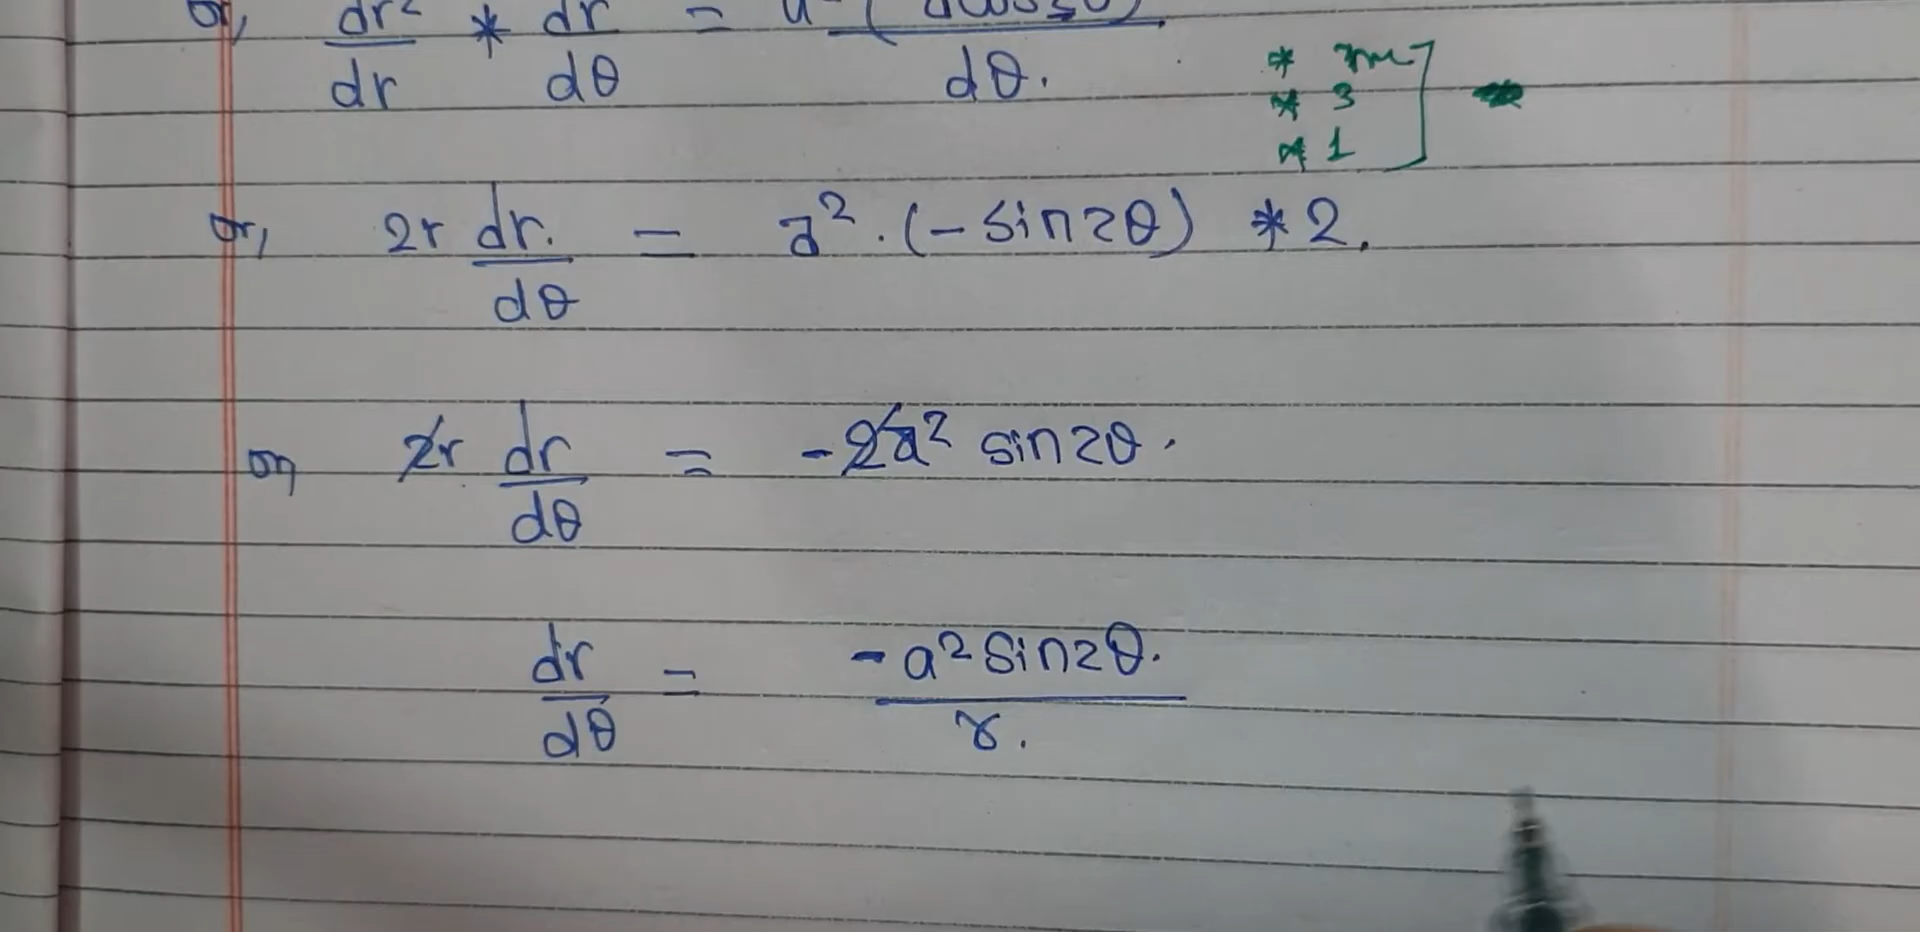 or, dr² * dr = a² (dcos2θ)
dr dθ dθ.
* 3
* 1
or, 2r dr. = a².(-sin2θ) *2.
dθ
or, 2r dr = -2a² sin2θ.
dθ
dr = -a² sin2θ.
dθ r.